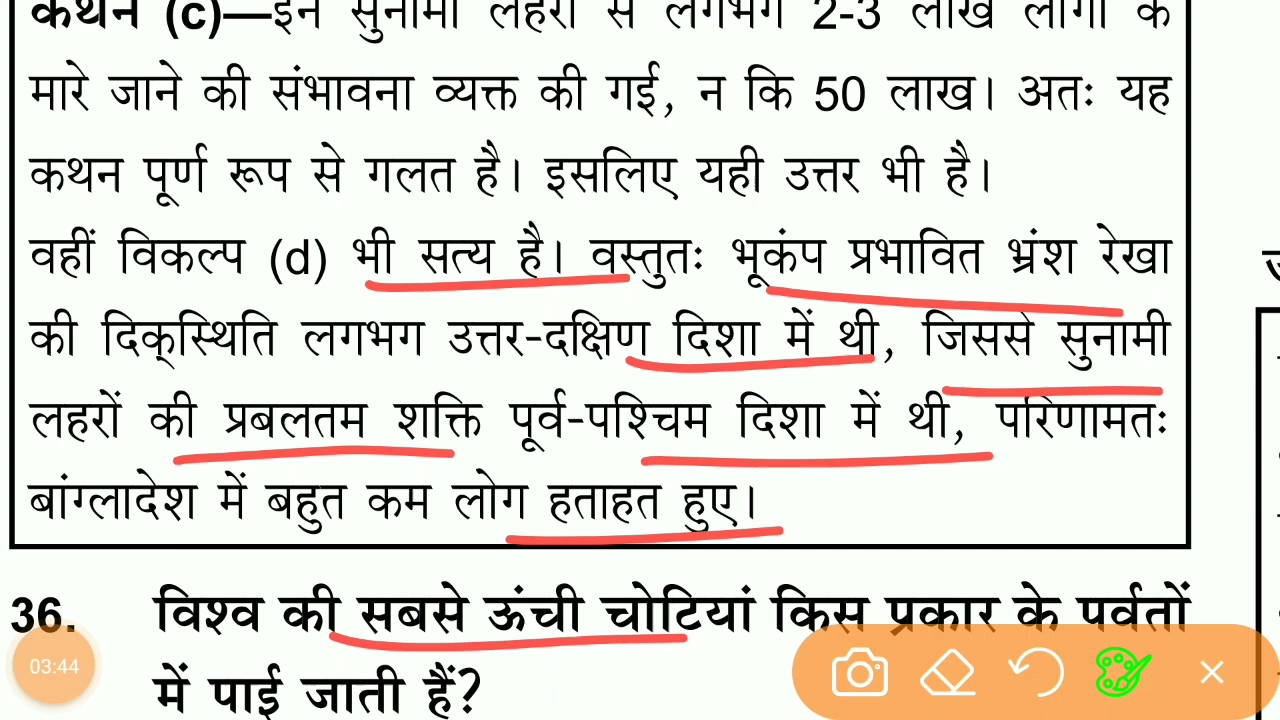 कथन (c)—इन सुनामी लहरों से लगभग 2-3 लाख लोगों के
मारे जाने की संभावना व्यक्त की गई, न कि 50 लाख। अतः यह
कथन पूर्ण रूप से गलत है। इसलिए यही उत्तर भी है।
वहीं विकल्प (d) भी सत्य है। वस्तुतः भूकंप प्रभावित भ्रंश रेखा
की दिक्‌स्थिति लगभग उत्तर-दक्षिण दिशा में थी, जिससे सुनामी
लहरों की प्रबलतम शक्ति पूर्व-पश्चिम दिशा में थी, परिणामतः
बांग्लादेश में बहुत कम लोग हताहत हुए।
36. विश्व की सबसे ऊंची चोटियां किस प्रकार के पर्वतों
में पाई जाती हैं?
03:44